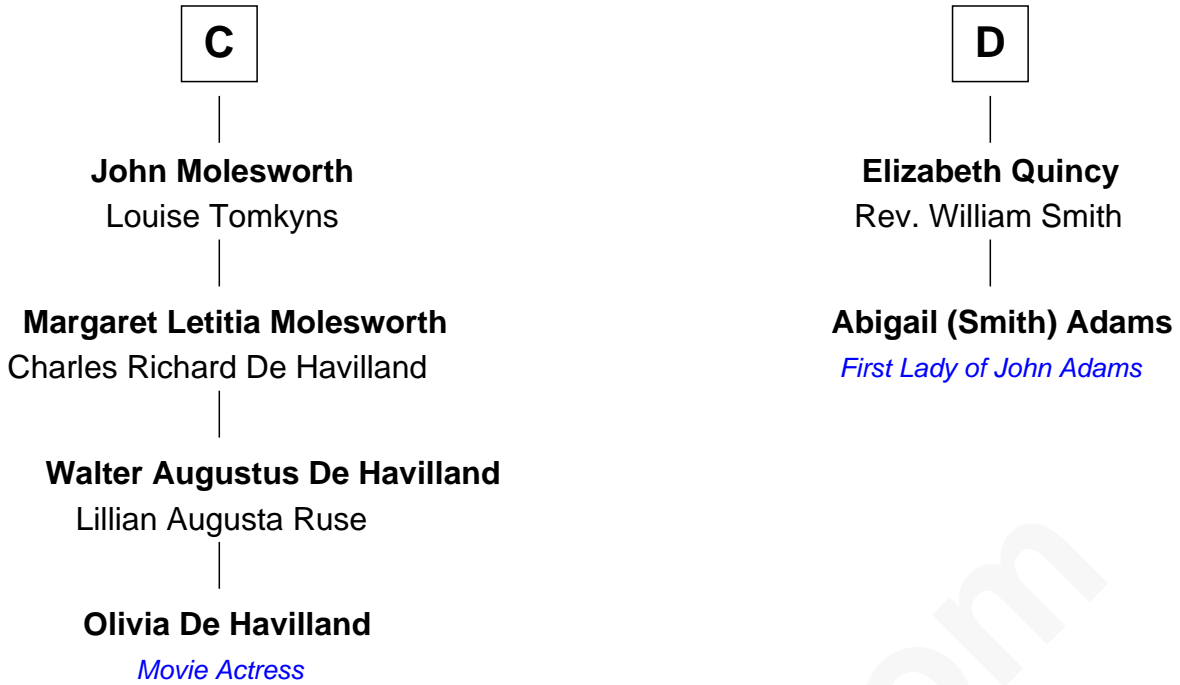 C
John Molesworth
Louise Tomkyns
Margaret Letitia Molesworth
Charles Richard De Havilland
Walter Augustus De Havilland
Lillian Augusta Ruse
Olivia De Havilland
Movie Actress
D
Elizabeth Quincy
Rev. William Smith
Abigail (Smith) Adams
First Lady of John Adams
om